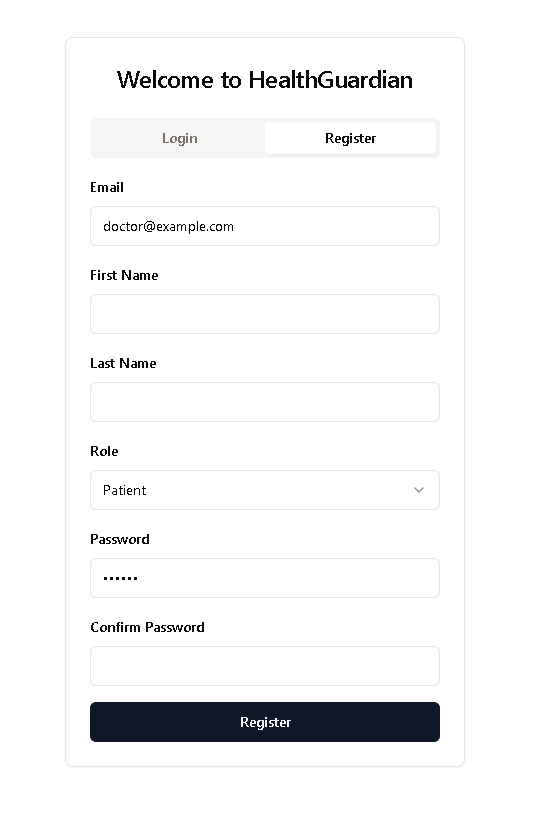 Welcome to HealthGuardian
Login
Register
Email
doctor@example.com
First Name
Last Name
Role
Patient
Password
••••••
Confirm Password
Register